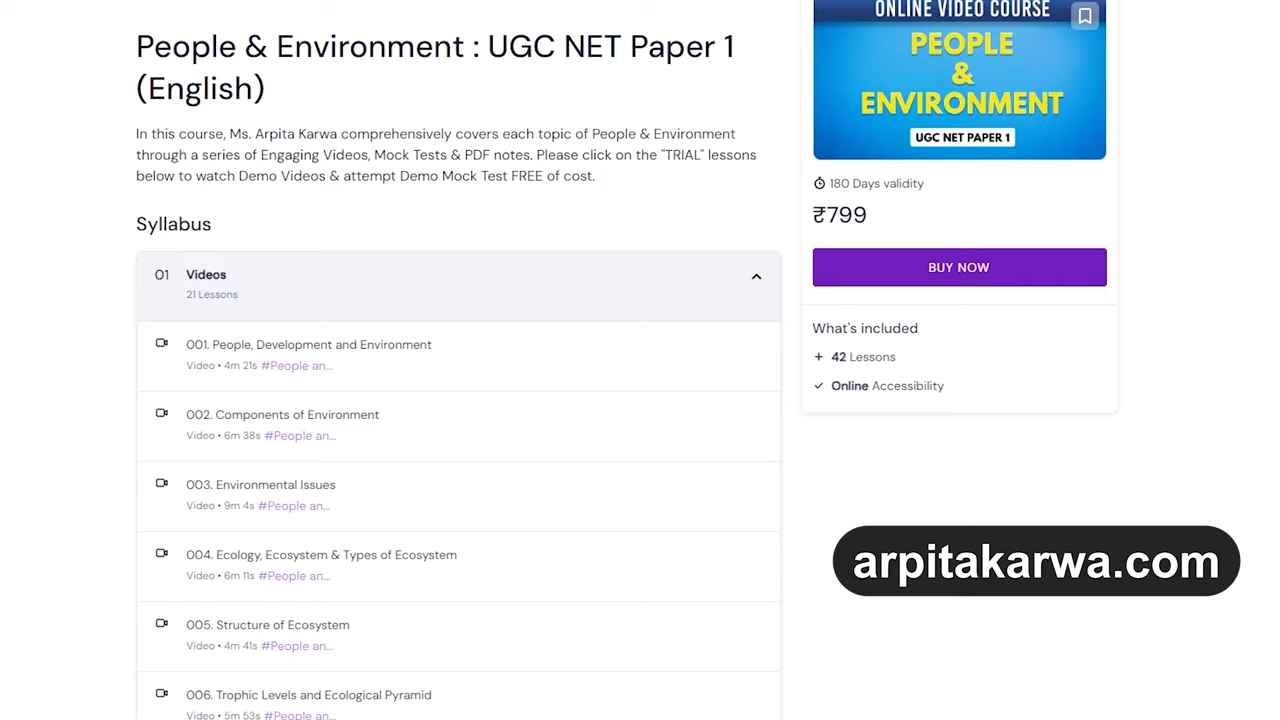 People & Environment : UGC NET Paper 1
(English)
In this course, Ms. Arpita Karwa comprehensively covers each topic of People & Environment
through a series of Engaging Videos, Mock Tests & PDF notes. Please click on the "TRIAL" lessons
below to watch Demo Videos & attempt Demo Mock Test FREE of cost.
Syllabus
01 Videos
21 Lessons
001. People, Development and Environment
Video • 4m 21s #People an...
002. Components of Environment
Video • 6m 38s #People an...
003. Environmental Issues
Video • 9m 4s #People an...
004. Ecology, Ecosystem & Types of Ecosystem
Video • 6m 11s #People an...
005. Structure of Ecosystem
Video • 4m 41s #People an...
006. Trophic Levels and Ecological Pyramid
Video • 5m 53s #People an...
ONLINE VIDEO COURSE
PEOPLE
&
ENVIRONMENT
UGC NET PAPER 1
180 Days validity
₹799
BUY NOW
What's included
+ 42 Lessons
Online Accessibility
arpitakarwa.com